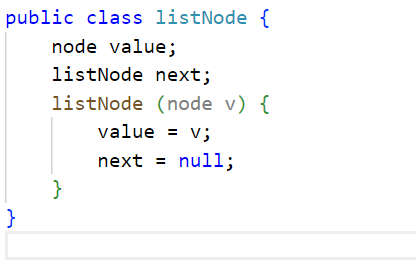 public class listNode {
    node value;
    listNode next;
    listNode (node v) {
        value = v;
        next = null;
    }
}